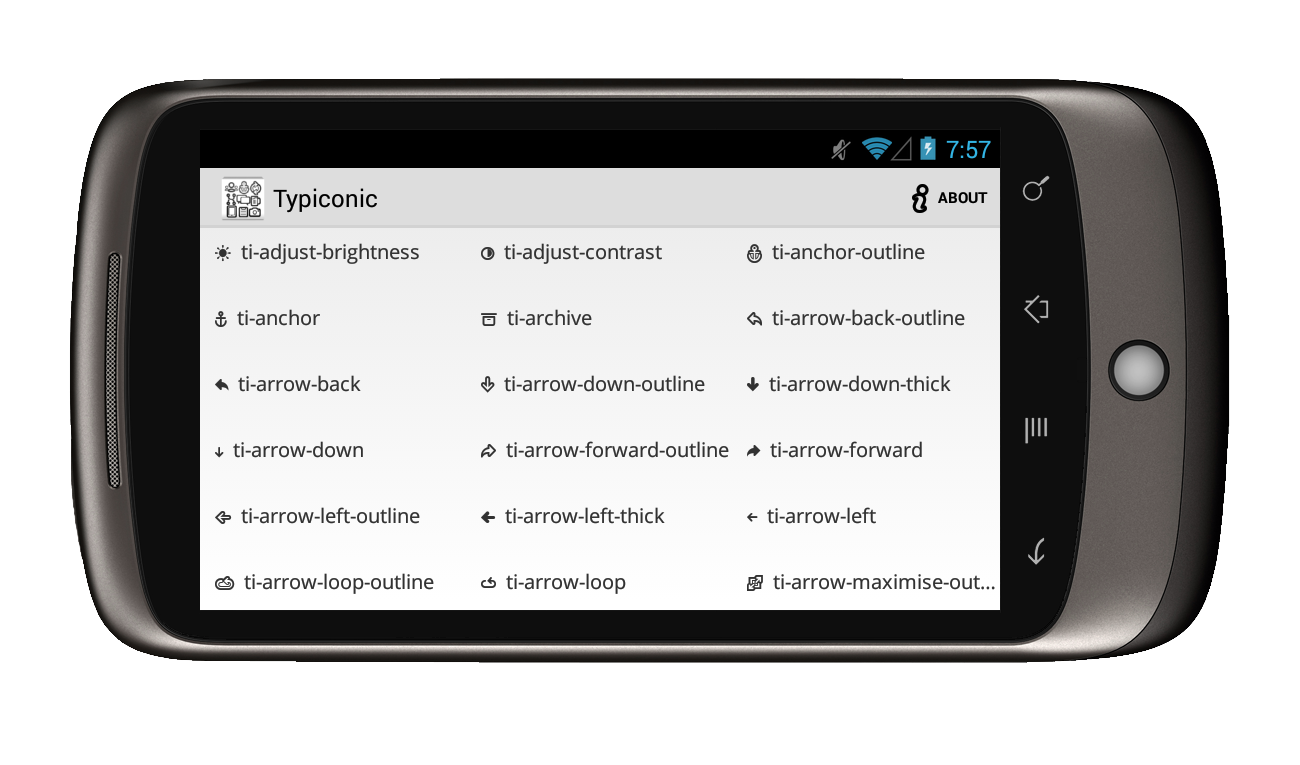 7:57
Typiconic ABOUT
ti-adjust-brightness ti-adjust-contrast ti-anchor-outline
ti-anchor ti-archive ti-arrow-back-outline
ti-arrow-back ti-arrow-down-outline ti-arrow-down-thick
ti-arrow-down ti-arrow-forward-outline ti-arrow-forward
ti-arrow-left-outline ti-arrow-left-thick ti-arrow-left
ti-arrow-loop-outline ti-arrow-loop ti-arrow-maximise-out...